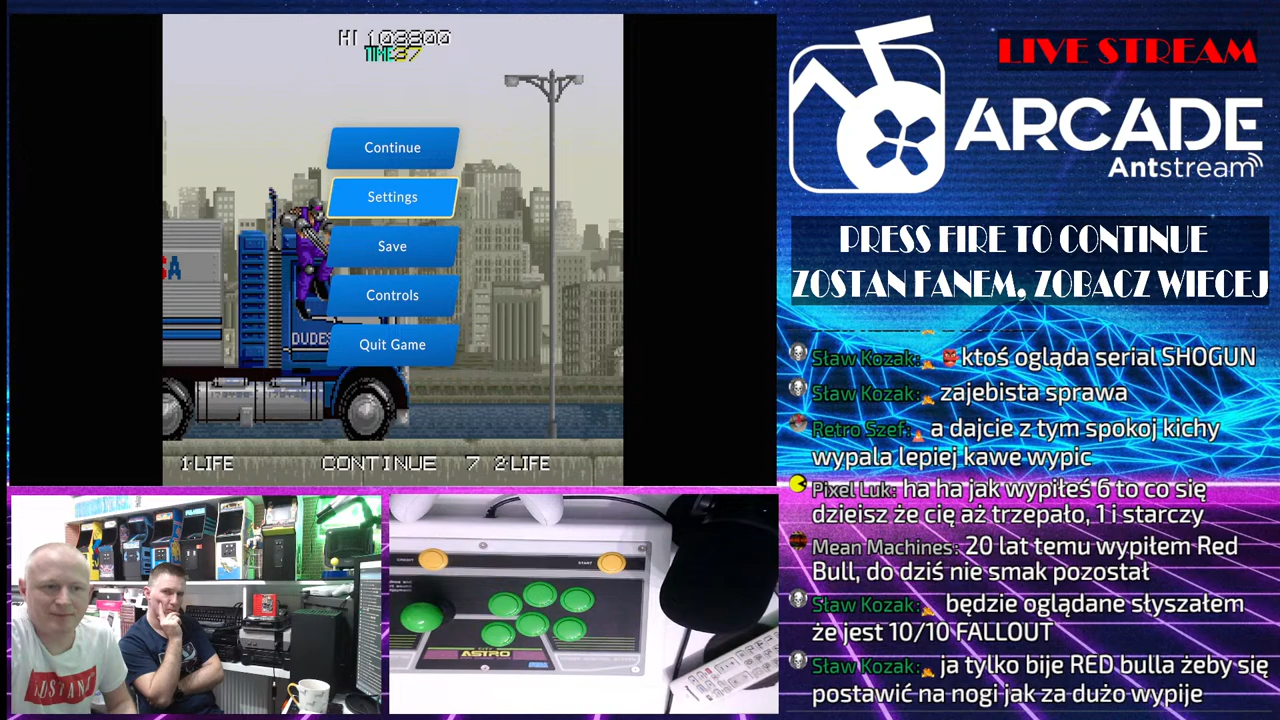 HI 108800
TIME37
Continue
Settings
Save
Controls
Quit Game
A
DUDES
1·LIFE
CONTINUE 7
2·LIFE
LIVE STREAM
ARCADE
Antstream
PRESS FIRE TO CONTINUE
ZOSTAN FANEM, ZOBACZ WIECEJ
Sław Kozak: ktoś ogląda serial SHOGUN
Sław Kozak: zajebista sprawa
Retro Szef: a dajcie z tym spokoj kichy
wypala lepiej kawe wypic
Pixel Luk: ha ha jak wypiłeś 6 to co się
dzieisz że cię aż trzepało, 1 i starczy
Mean Machines: 20 lat temu wypiłem Red
Bull, do dziś nie smak pozostał
Sław Kozak: będzie oglądane słyszałem
że jest 10/10 FALLOUT
Sław Kozak: ja tylko bije RED bulla żeby się
postawić na nogi jak za dużo wypije
CREDIT
START
CITY
ASTRO
SEGA